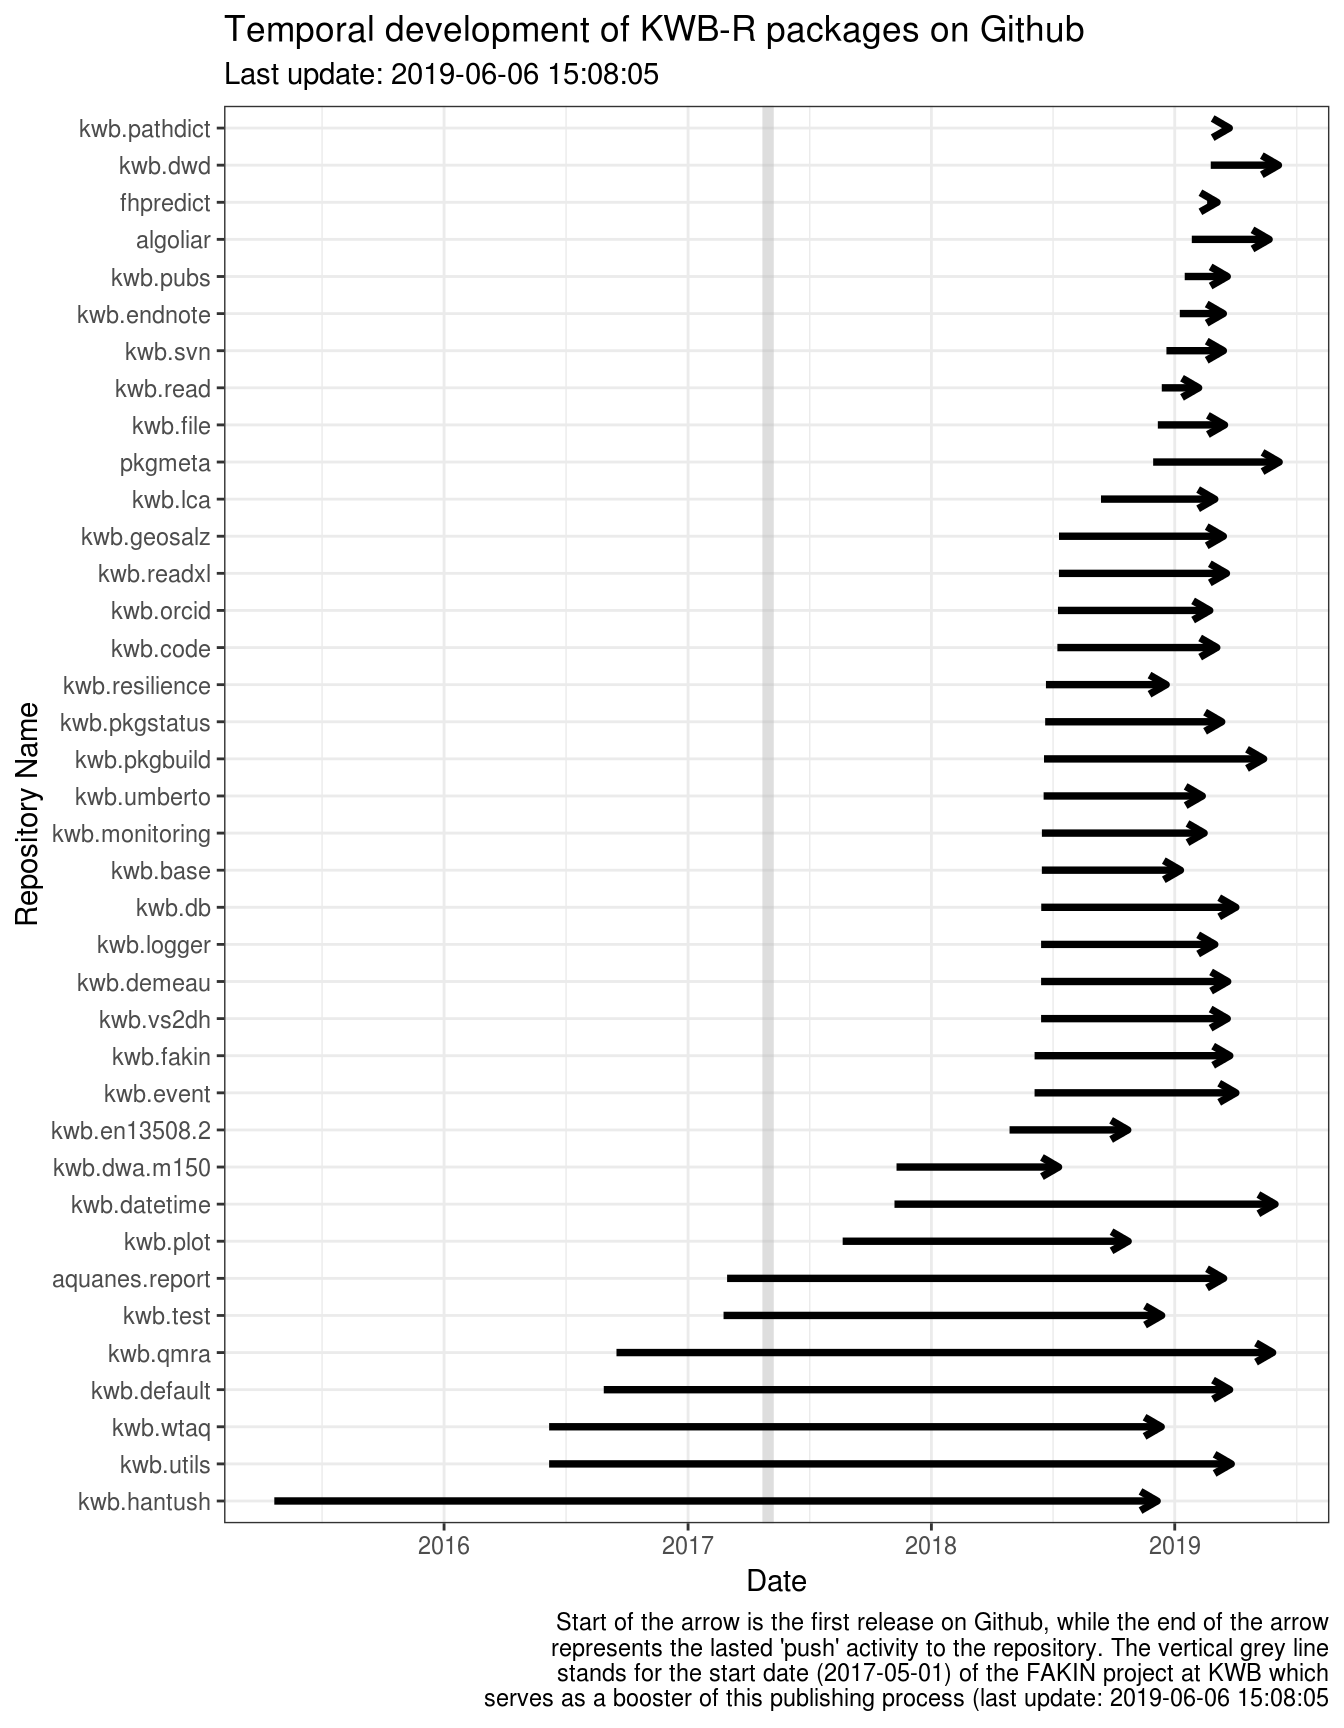 Temporal development of KWB-R packages on Github
Last update: 2019-06-06 15:08:05
kwb.pathdict
kwb.dwd
fhpredict
algoliar
kwb.pubs
kwb.endnote
kwb.svn
kwb.read
kwb.file
pkgmeta
kwb.lca
kwb.geosalz
kwb.readxl
kwb.orcid
kwb.code
kwb.resilience
kwb.pkgstatus
kwb.pkgbuild
kwb.umberto
kwb.monitoring
kwb.base
kwb.db
kwb.logger
kwb.demeau
kwb.vs2dh
kwb.fakin
kwb.event
kwb.en13508.2
kwb.dwa.m150
kwb.datetime
kwb.plot
aquanes.report
kwb.test
kwb.qmra
kwb.default
kwb.wtaq
kwb.utils
kwb.hantush
Repository Name
2016 2017 2018 2019
Date
Start of the arrow is the first release on Github, while the end of the arrow
represents the lasted 'push' activity to the repository. The vertical grey line
stands for the start date (2017-05-01) of the FAKIN project at KWB which
serves as a booster of this publishing process (last update: 2019-06-06 15:08:05